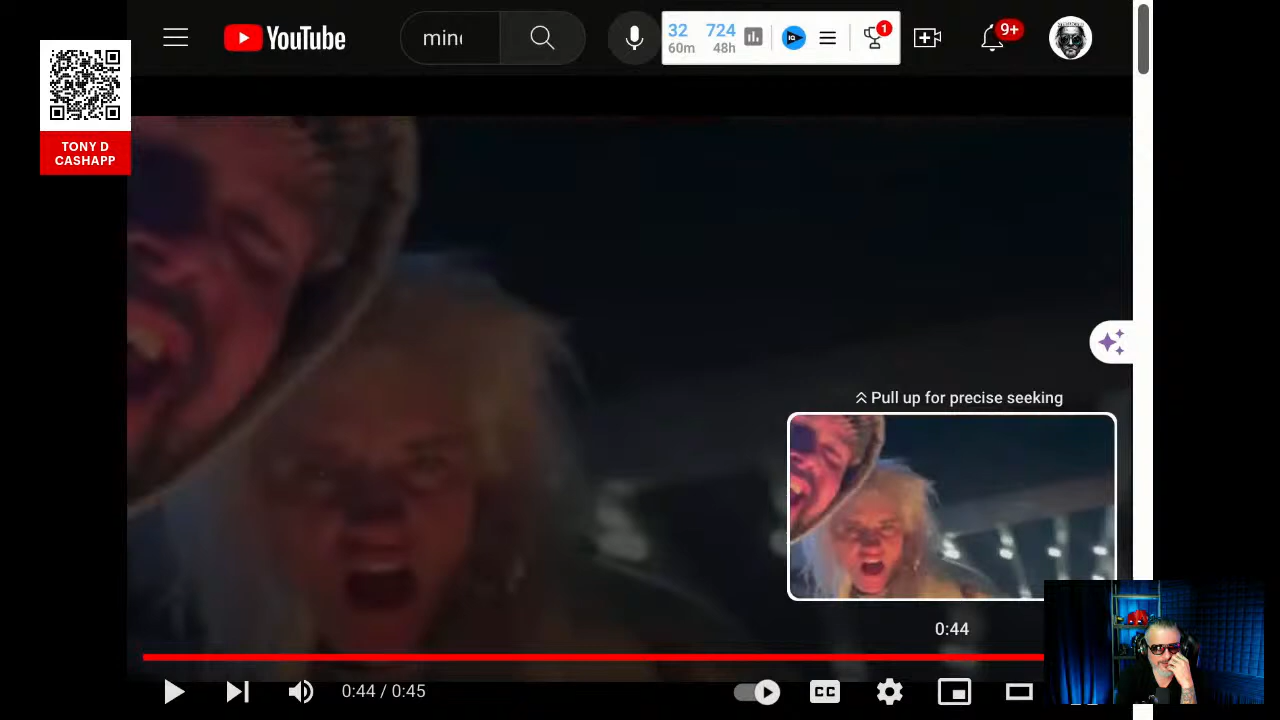 YouTube
min
32 724
60m 48h
IQ
1
9+
TONY D
CASHAPP
Pull up for precise seeking
0:44
0:44 / 0:45
CC